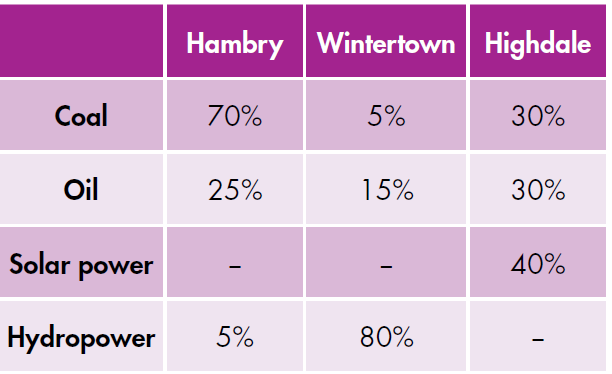 Hambry Wintertown Highdale
Coal 70% 5% 30%
Oil 25% 15% 30%
Solar power – – 40%
Hydropower 5% 80% –